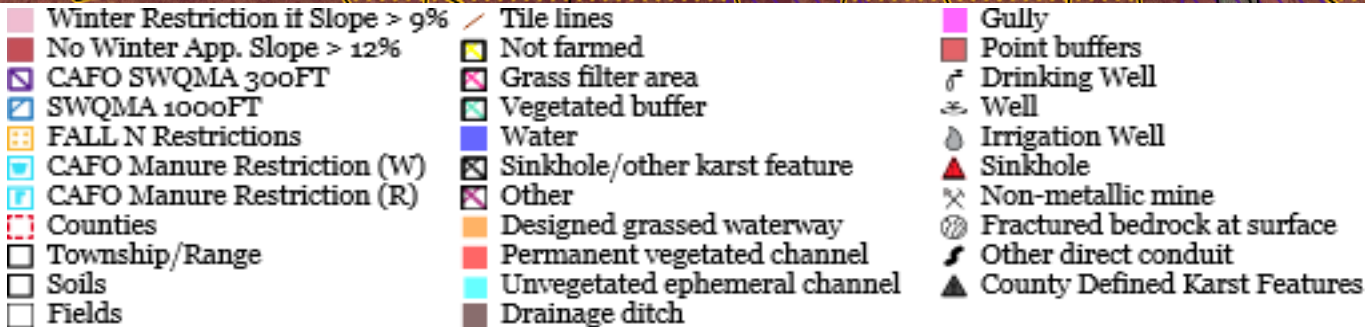 Winter Restriction if Slope > 9%
No Winter App. Slope > 12%
CAFO SWQMA 300FT
SWQMA 1000FT
FALL N Restrictions
CAFO Manure Restriction (W)
CAFO Manure Restriction (R)
Counties
Township/Range
Soils
Fields
Tile lines
Not farmed
Grass filter area
Vegetated buffer
Water
Sinkhole/other karst feature
Other
Designed grassed waterway
Permanent vegetated channel
Unvegetated ephemeral channel
Drainage ditch
Gully
Point buffers
Drinking Well
Well
Irrigation Well
Sinkhole
Non-metallic mine
Fractured bedrock at surface
Other direct conduit
County Defined Karst Features